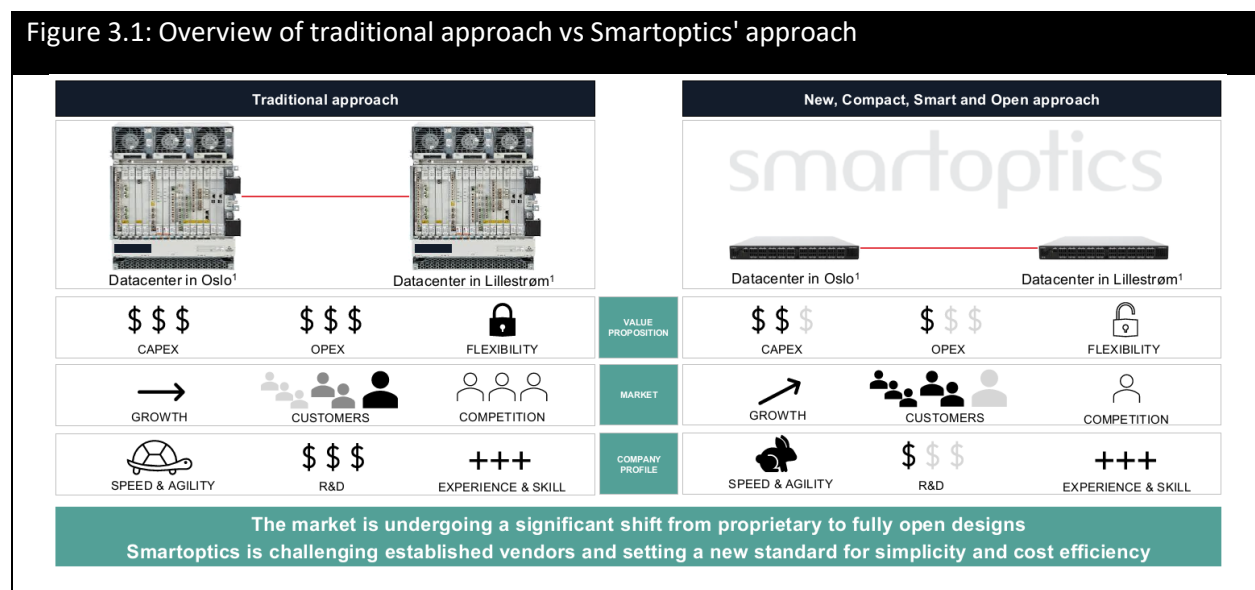 Figure 3.1: Overview of traditional approach vs Smartoptics' approach
Traditional approach
New, Compact, Smart and Open approach
smartoptics
Datacenter in Oslo¹
Datacenter in Lillestrøm¹
Datacenter in Oslo¹
Datacenter in Lillestrøm¹
$ $ $
$ $ $
CAPEX
OPEX
FLEXIBILITY
VALUE
PROPOSITION
$ $ $
$ $ $
CAPEX
OPEX
FLEXIBILITY
GROWTH
CUSTOMERS
COMPETITION
MARKET
GROWTH
CUSTOMERS
COMPETITION
$ $ $
+++
SPEED & AGILITY
R&D
EXPERIENCE & SKILL
COMPANY
PROFILE
$ $ $
+++
SPEED & AGILITY
R&D
EXPERIENCE & SKILL
The market is undergoing a significant shift from proprietary to fully open designs
Smartoptics is challenging established vendors and setting a new standard for simplicity and cost efficiency